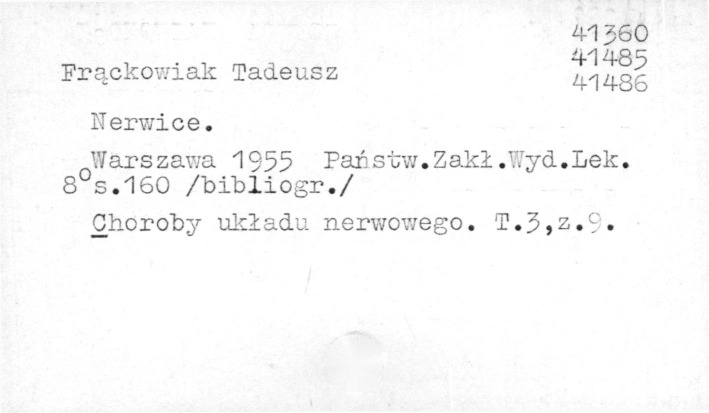 41360
41485
41486
Frąckowiak Tadeusz
Nerwice.
Warszawa 1955 Państw.Zakł.Wyd.Lek.
8°s.160 /bibliogr./
Choroby układu nerwowego. T.3,z.9.